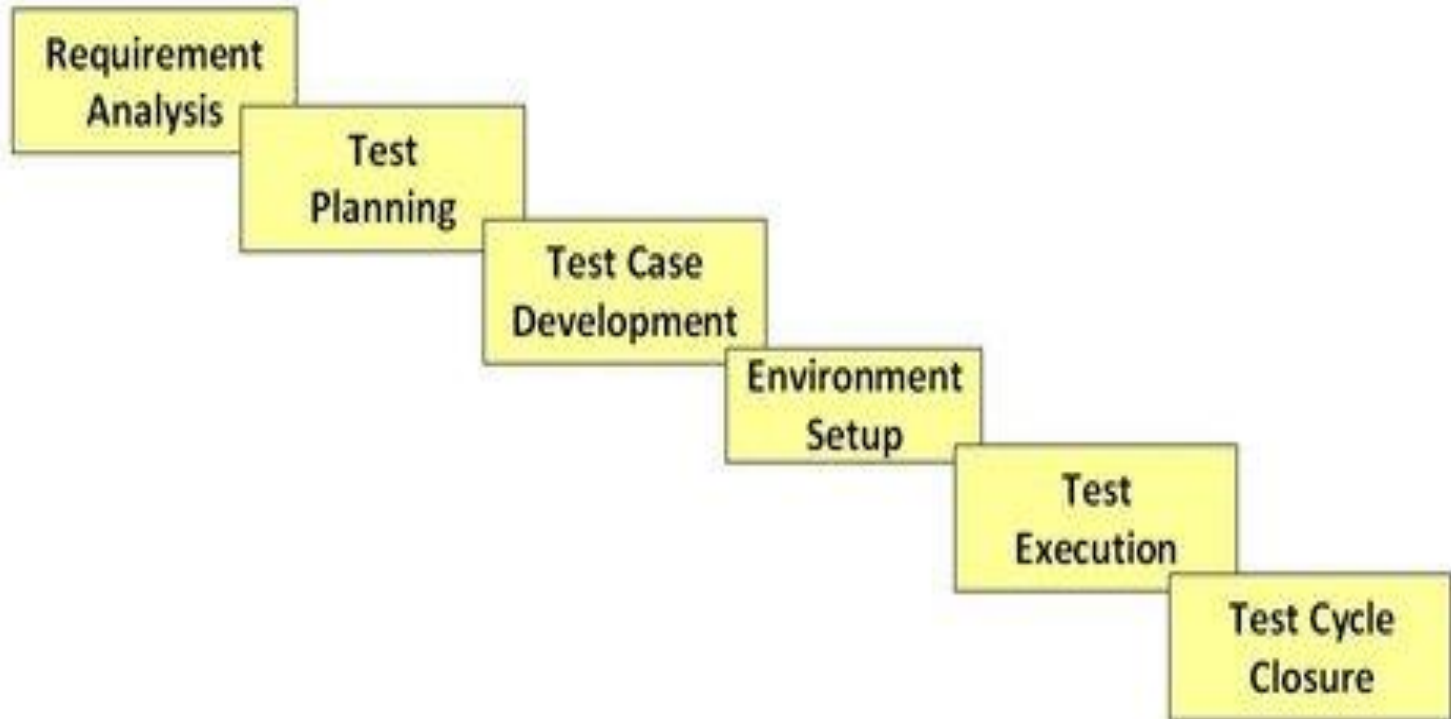 Requirement
Analysis
Test
Planning
Test Case
Development
Environment
Setup
Test
Execution
Test Cycle
Closure